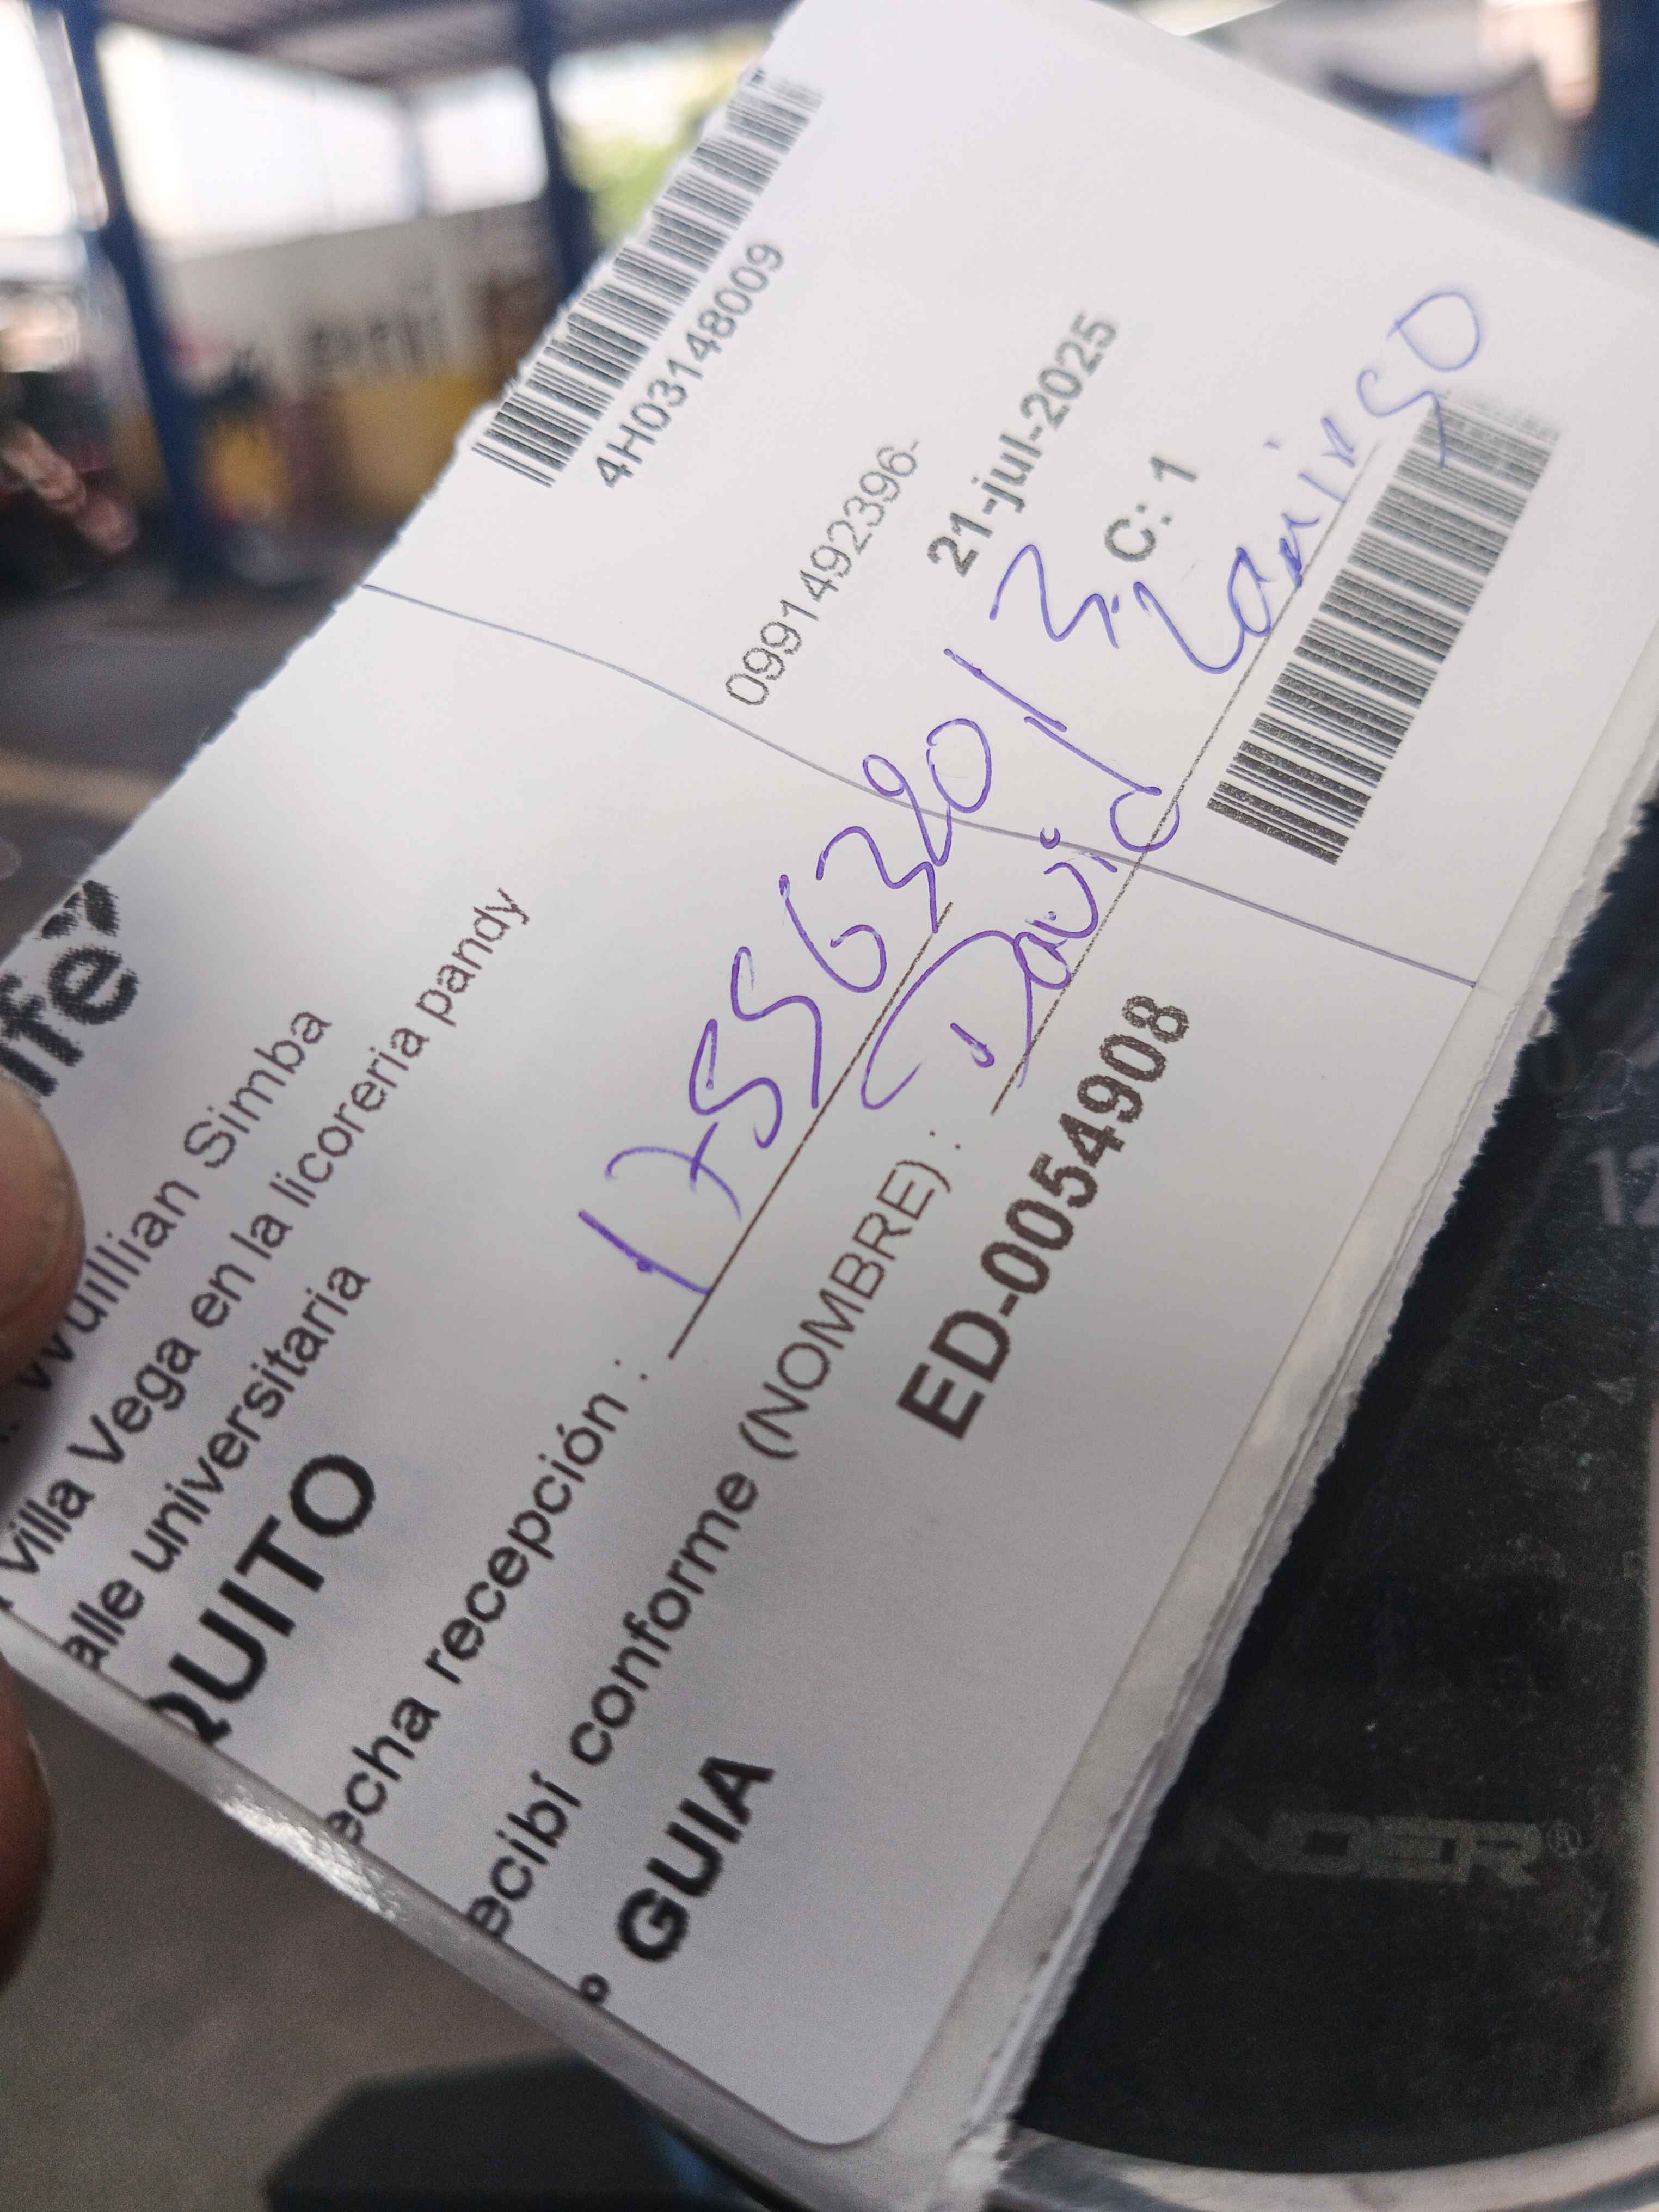 ife
4H03148009
Wullian Simba
villa Vega en la licoreria pandy
alle universitaria
0991492396-
QUITO
21-jul-2025
echa recepción :
C: 1
ecibí conforme (NOMBRE) : David
° GUIA ED-0054908
12